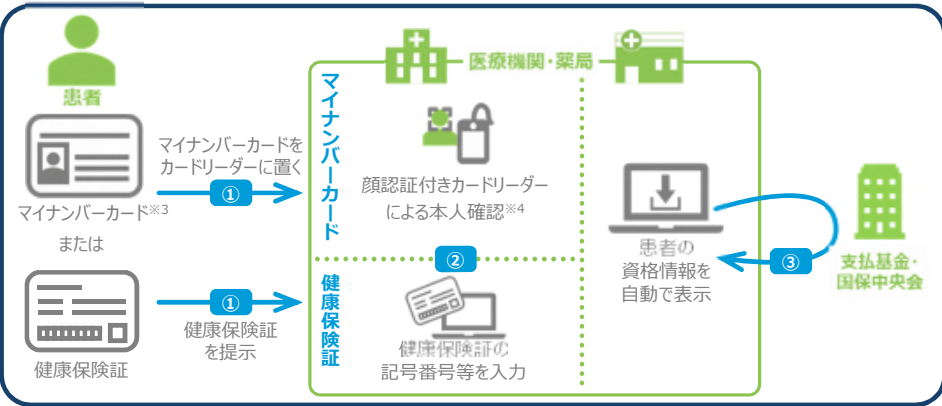 患者
マイナンバーカード※3
または
健康保険証
マイナンバーカードを
カードリーダーに置く
①
①
健康保険証
を提示
医療機関・薬局
マイナンバーカード
顔認証付きカードリーダー
による本人確認※4
②
健康保険証
健康保険証の
記号番号等を入力
患者の
資格情報を
自動で表示
③
支払基金・
国保中央会